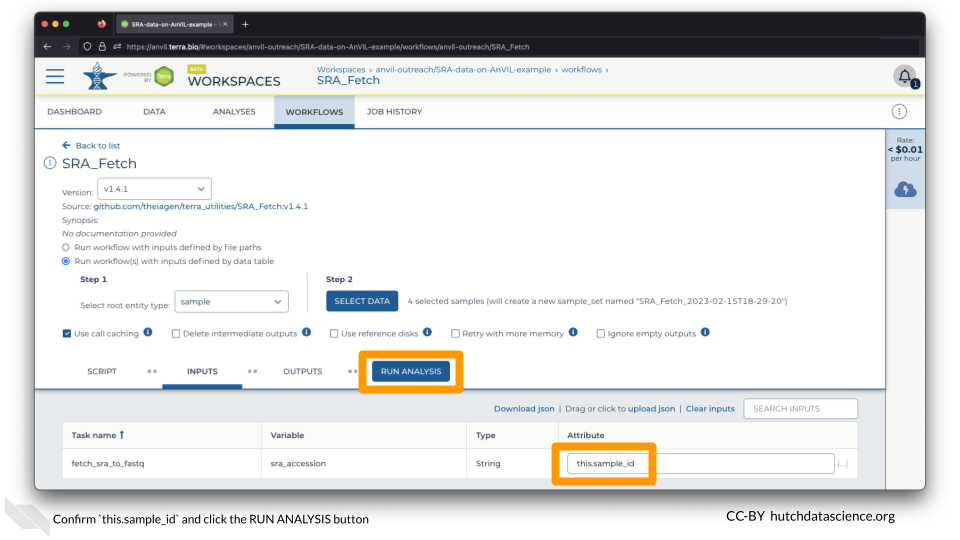 SRA-data-on-AnVIL-example -
https://anvil.terra.bio/#workspaces/anvil-outreach/SRA-data-on-AnVIL-example/workflows/anvil-outreach/SRA_Fetch
POWERED BY
Terra
BETA
WORKSPACES
Workspaces › anvil-outreach/SRA-data-on-AnVIL-example › workflows ›
SRA_Fetch
1
DASHBOARD DATA ANALYSES WORKFLOWS JOB HISTORY
Rate:
< $0.01
per hour
Back to list
SRA_Fetch
Version: v1.4.1
Source: github.com/theiagen/terra_utilities/SRA_Fetch:v1.4.1
Synopsis:
No documentation provided
Run workflow with inputs defined by file paths
Run workflow(s) with inputs defined by data table
Step 1 Step 2
Select root entity type: sample SELECT DATA 4 selected samples (will create a new sample_set named "SRA_Fetch_2023-02-15T18-29-20")
Use call caching Delete intermediate outputs Use reference disks Retry with more memory Ignore empty outputs
SCRIPT INPUTS OUTPUTS RUN ANALYSIS
Download json | Drag or click to upload json | Clear inputs SEARCH INPUTS
Task name ↑ Variable Type Attribute
fetch_sra_to_fastq sra_accession String this.sample_id {...}
Confirm `this.sample_id` and click the RUN ANALYSIS button
CC-BY hutchdatascience.org